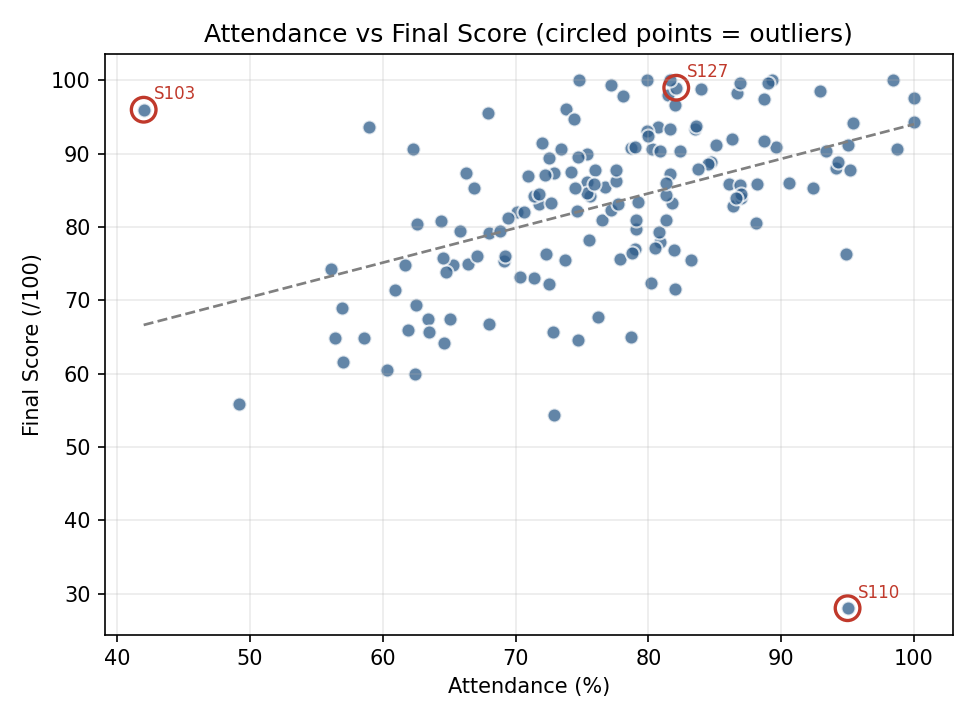 Attendance vs Final Score (circled points = outliers)
100
90
80
70
60
50
40
30
Final Score (/100)
S103
S127
S110
40
50
60
70
80
90
100
Attendance (%)